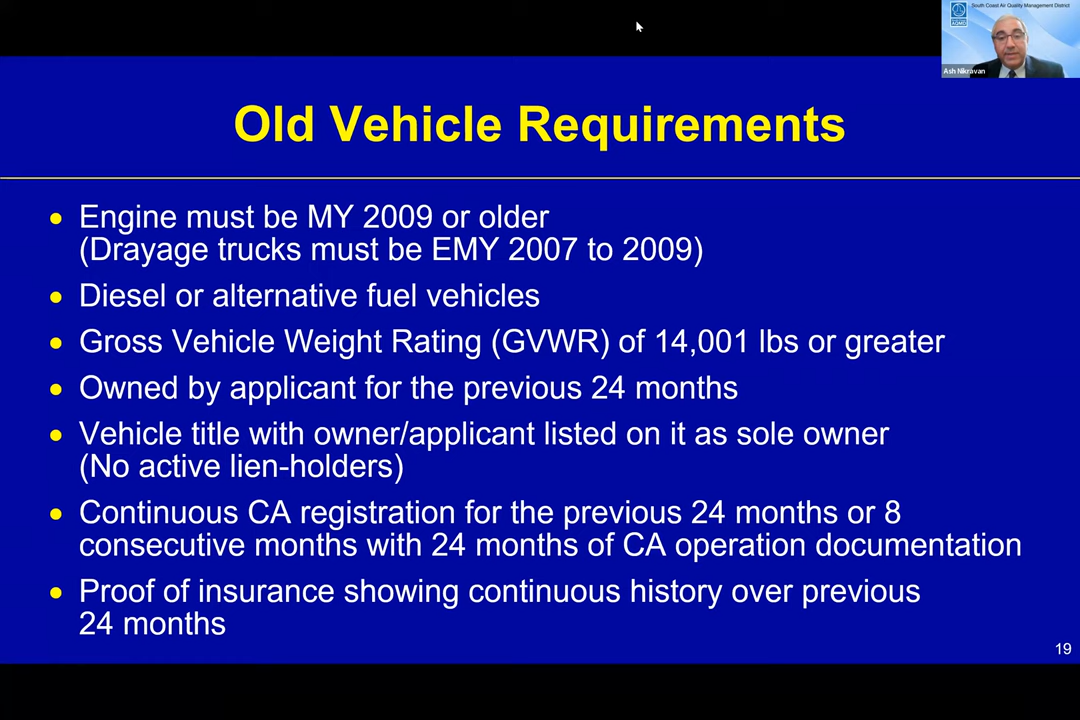 South Coast Air Quality Management District
AQMD
Ash Nikravan
Old Vehicle Requirements
• Engine must be MY 2009 or older
(Drayage trucks must be EMY 2007 to 2009)
• Diesel or alternative fuel vehicles
• Gross Vehicle Weight Rating (GVWR) of 14,001 lbs or greater
• Owned by applicant for the previous 24 months
• Vehicle title with owner/applicant listed on it as sole owner
(No active lien-holders)
• Continuous CA registration for the previous 24 months or 8
consecutive months with 24 months of CA operation documentation
• Proof of insurance showing continuous history over previous
24 months
19